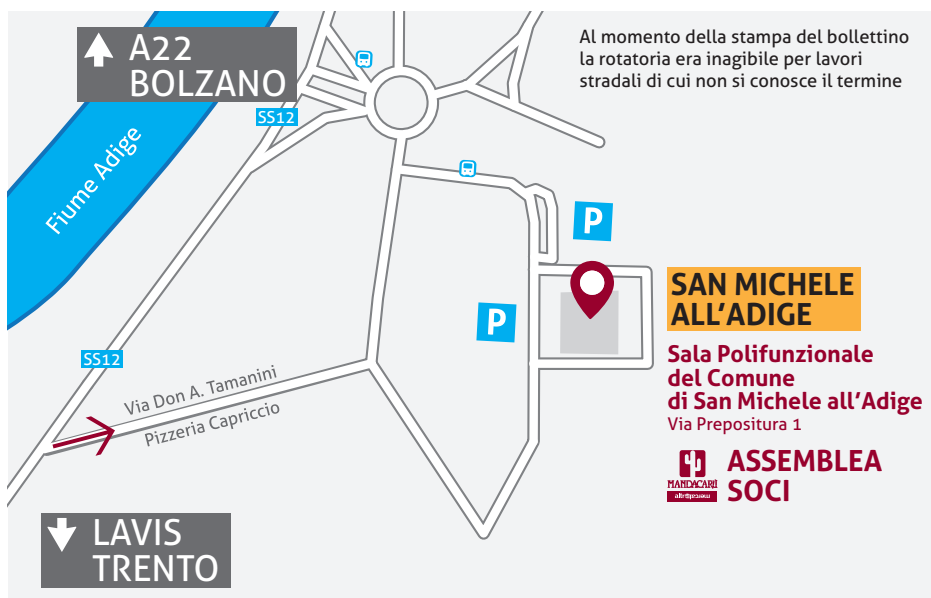 A22
BOLZANO
Al momento della stampa del bollettino
la rotatoria era inagibile per lavori
stradali di cui non si conosce il termine
SS12
Fiume Adige
P
P
SAN MICHELE
ALL'ADIGE
SS12
Sala Polifunzionale
del Comune
di San Michele all'Adige
Via Prepositura 1
Via Don A. Tamanini
Pizzeria Capriccio
MANDACARÚ
altromercato
ASSEMBLEA
SOCI
LAVIS
TRENTO